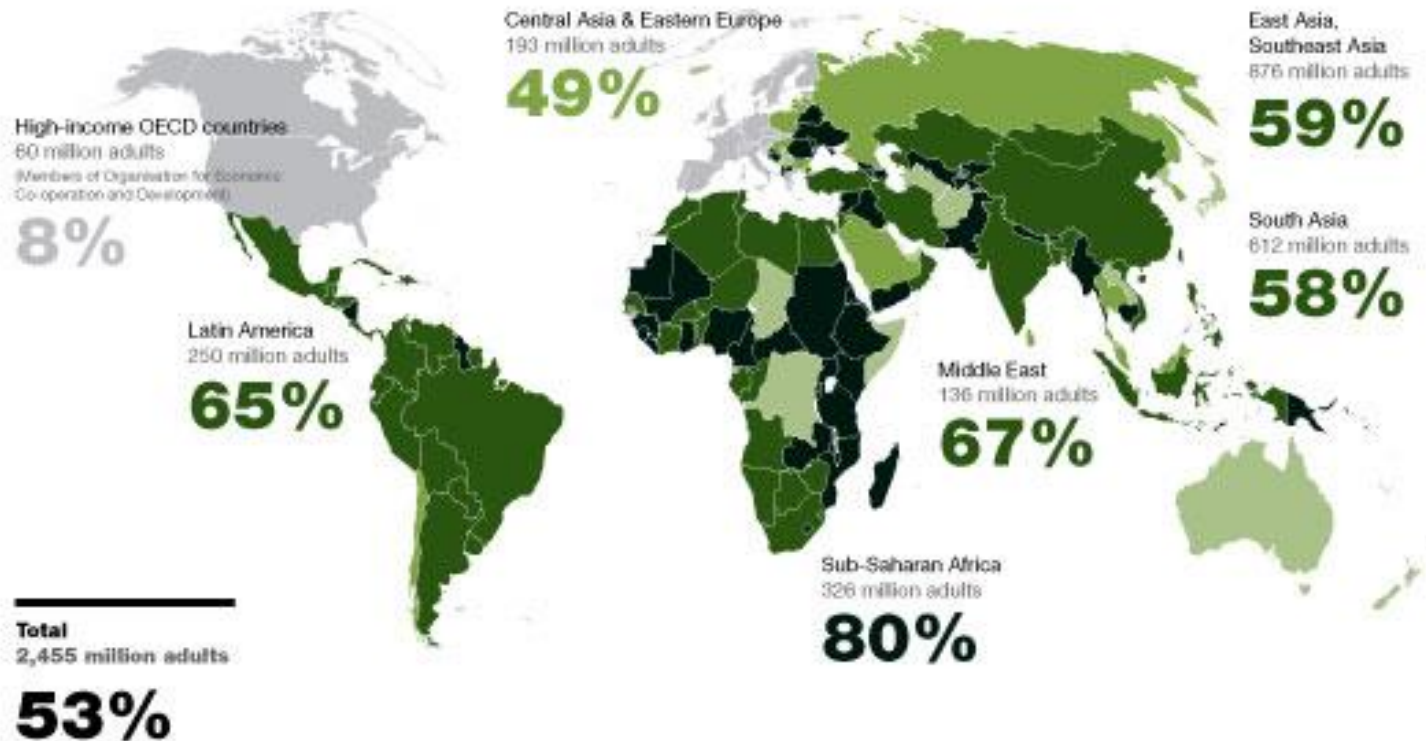 Central Asia & Eastern Europe
193 million adults
49%
East Asia,
Southeast Asia
876 million adults
59%
High-income OECD countries
60 million adults
(Members of Organisation for Economic
Co-operation and Development)
8%
South Asia
612 million adults
58%
Latin America
250 million adults
65%
Middle East
136 million adults
67%
Sub-Saharan Africa
326 million adults
80%
Total
2,455 million adults
53%